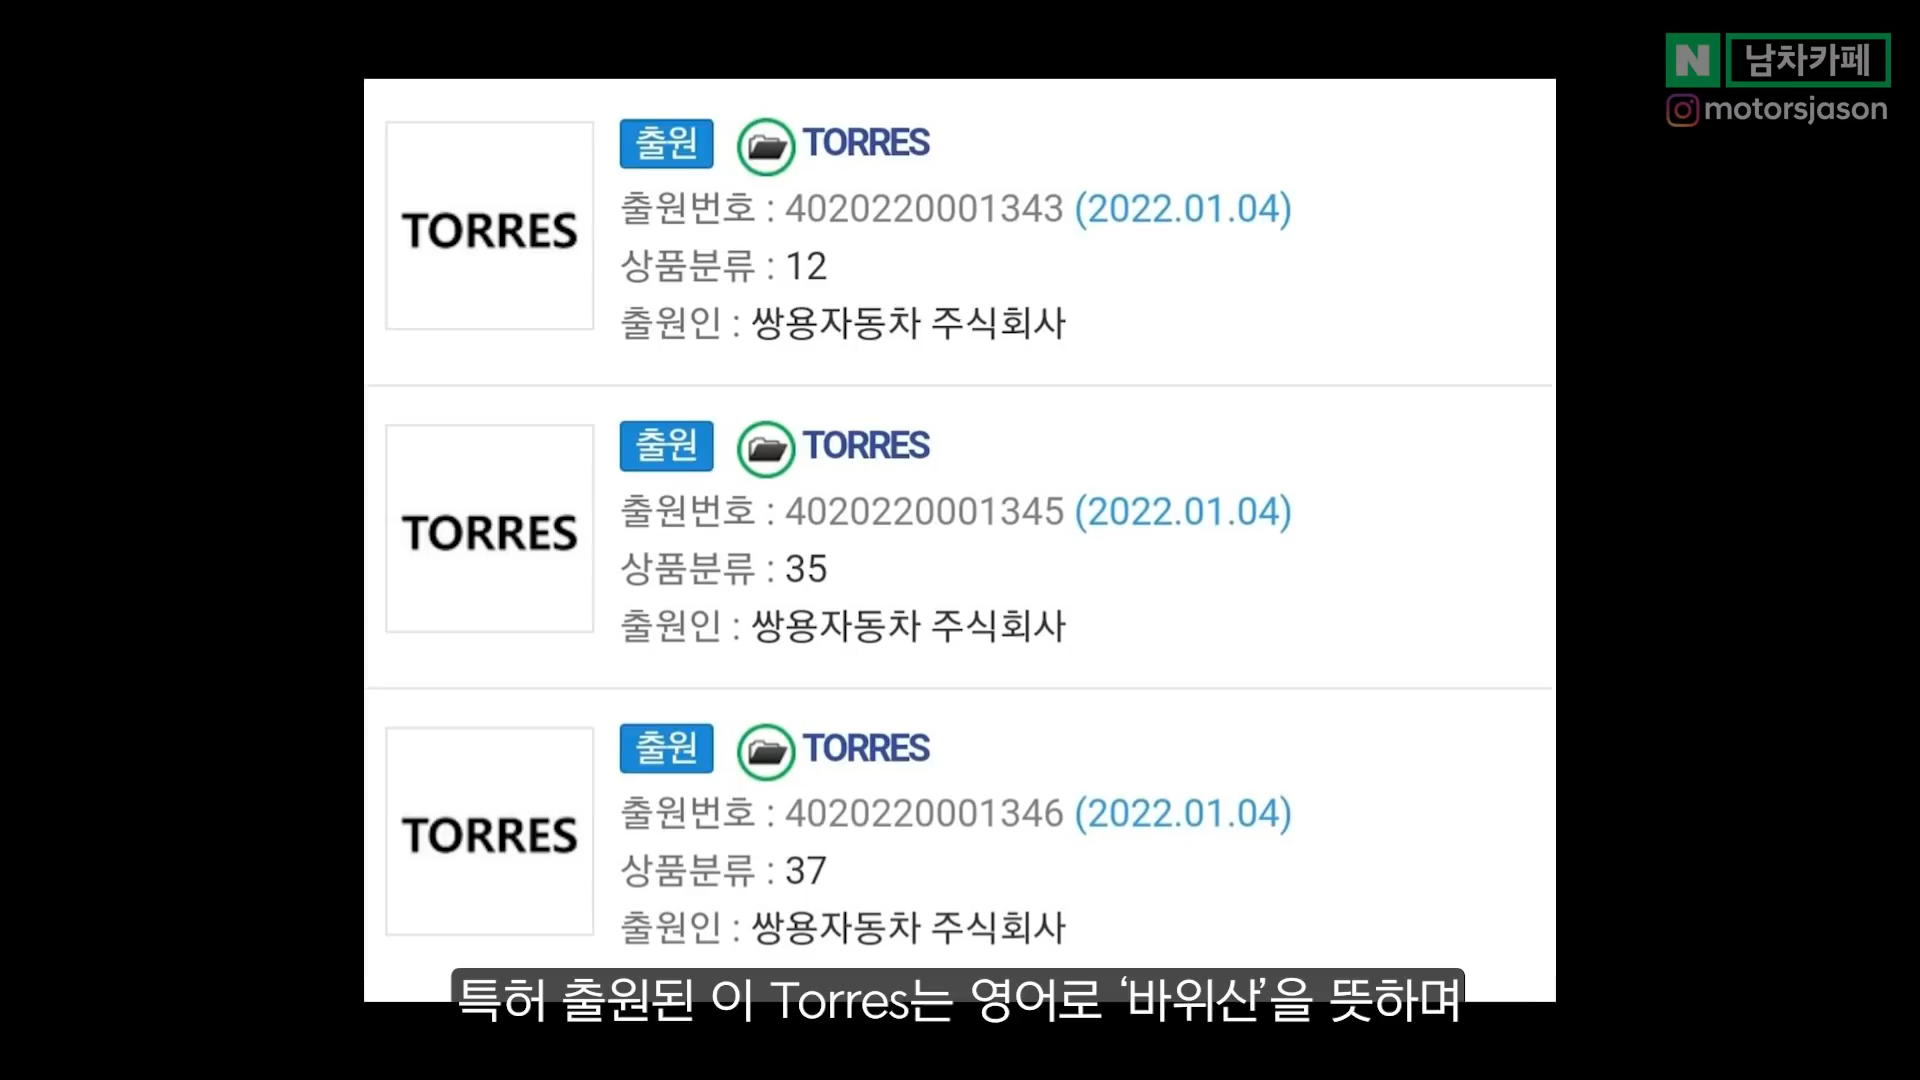 N 남차카페
motorsjason
TORRES
출원 TORRES
출원번호 : 4020220001343 (2022.01.04)
상품분류 : 12
출원인 : 쌍용자동차 주식회사
TORRES
출원 TORRES
출원번호 : 4020220001345 (2022.01.04)
상품분류 : 35
출원인 : 쌍용자동차 주식회사
TORRES
출원 TORRES
출원번호 : 4020220001346 (2022.01.04)
상품분류 : 37
출원인 : 쌍용자동차 주식회사
특허 출원된 이 Torres는 영어로 ‘바위산’을 뜻하며